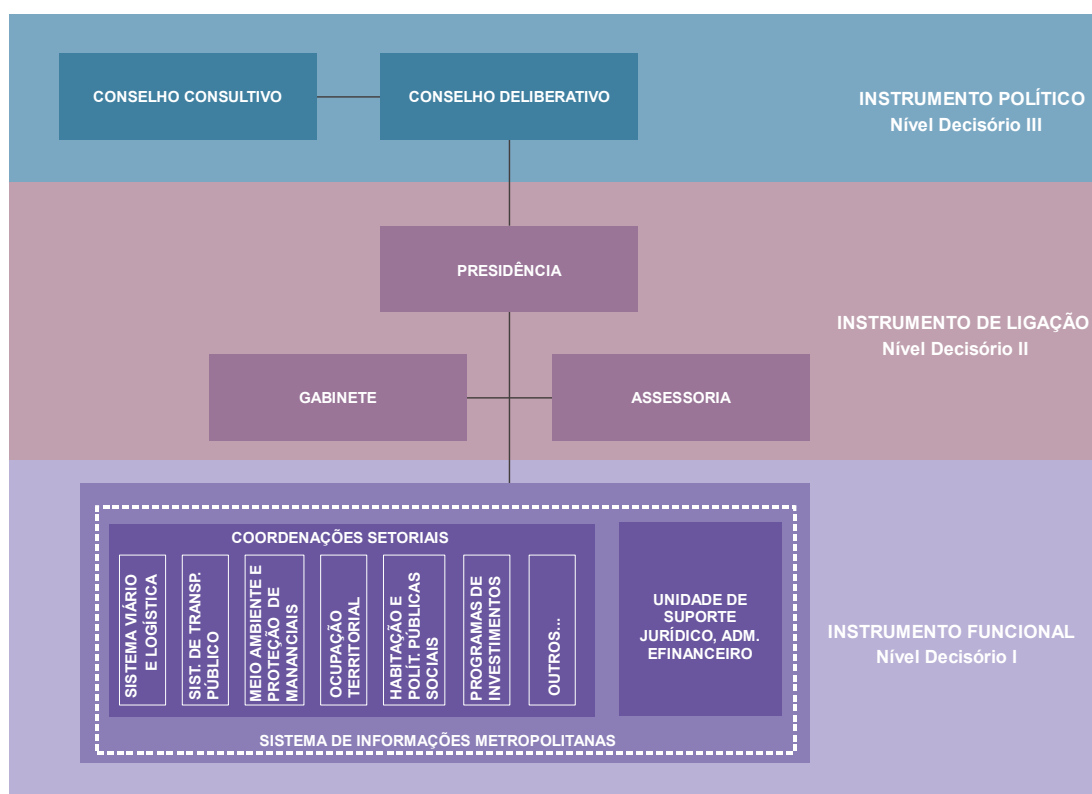 CONSELHO CONSULTIVO
CONSELHO DELIBERATIVO
INSTRUMENTO POLÍTICO
Nível Decisório III
PRESIDÊNCIA
INSTRUMENTO DE LIGAÇÃO
Nível Decisório II
GABINETE
ASSESSORIA
COORDENAÇÕES SETORIAIS
SISTEMA VIÁRIO
E LOGÍSTICA
SIST. DE TRANSP.
PÚBLICO
MEIO AMBIENTE E
PROTEÇÃO DE
MANANCIAIS
OCUPAÇÃO
TERRITORIAL
HABITAÇÃO E
POLÍT. PÚBLICAS
SOCIAIS
PROGRAMAS DE
INVESTIMENTOS
OUTROS...
UNIDADE DE
SUPORTE
JURÍDICO, ADM.
EFINANCEIRO
INSTRUMENTO FUNCIONAL
Nível Decisório I
SISTEMA DE INFORMAÇÕES METROPOLITANAS